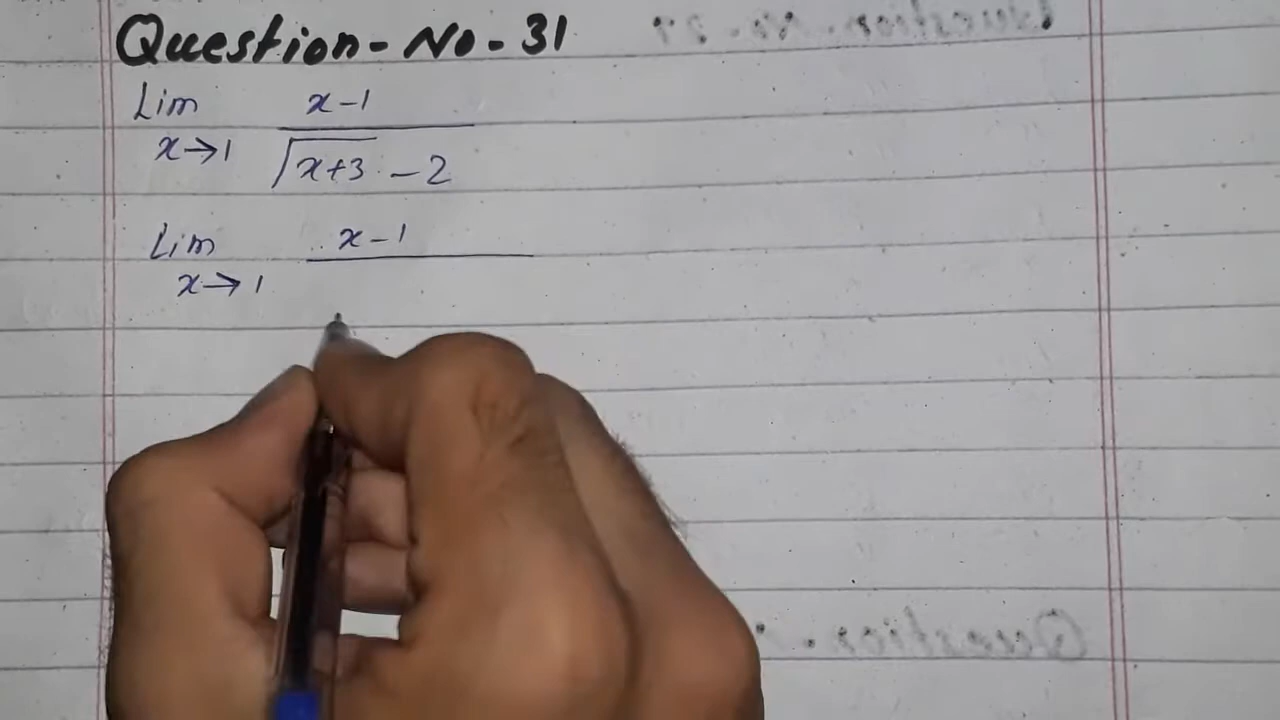 Question-No-31
Lim x→1 x-1 / √x+3 - 2
Lim x→1 x-1